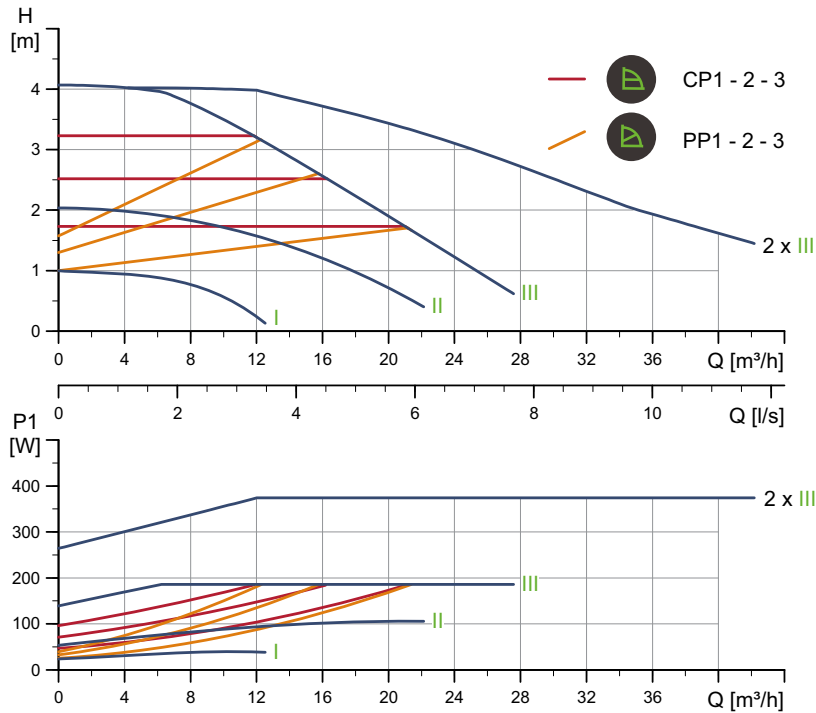 H
[m]
4
3
2
1
0
CP1 - 2 - 3
PP1 - 2 - 3
2 x III
III
II
I
0 4 8 12 16 20 24 28 32 36 Q [m³/h]
0 2 4 6 8 10 Q [l/s]
P1
[W]
400
300
200
100
0
2 x III
III
II
I
0 4 8 12 16 20 24 28 32 36 Q [m³/h]